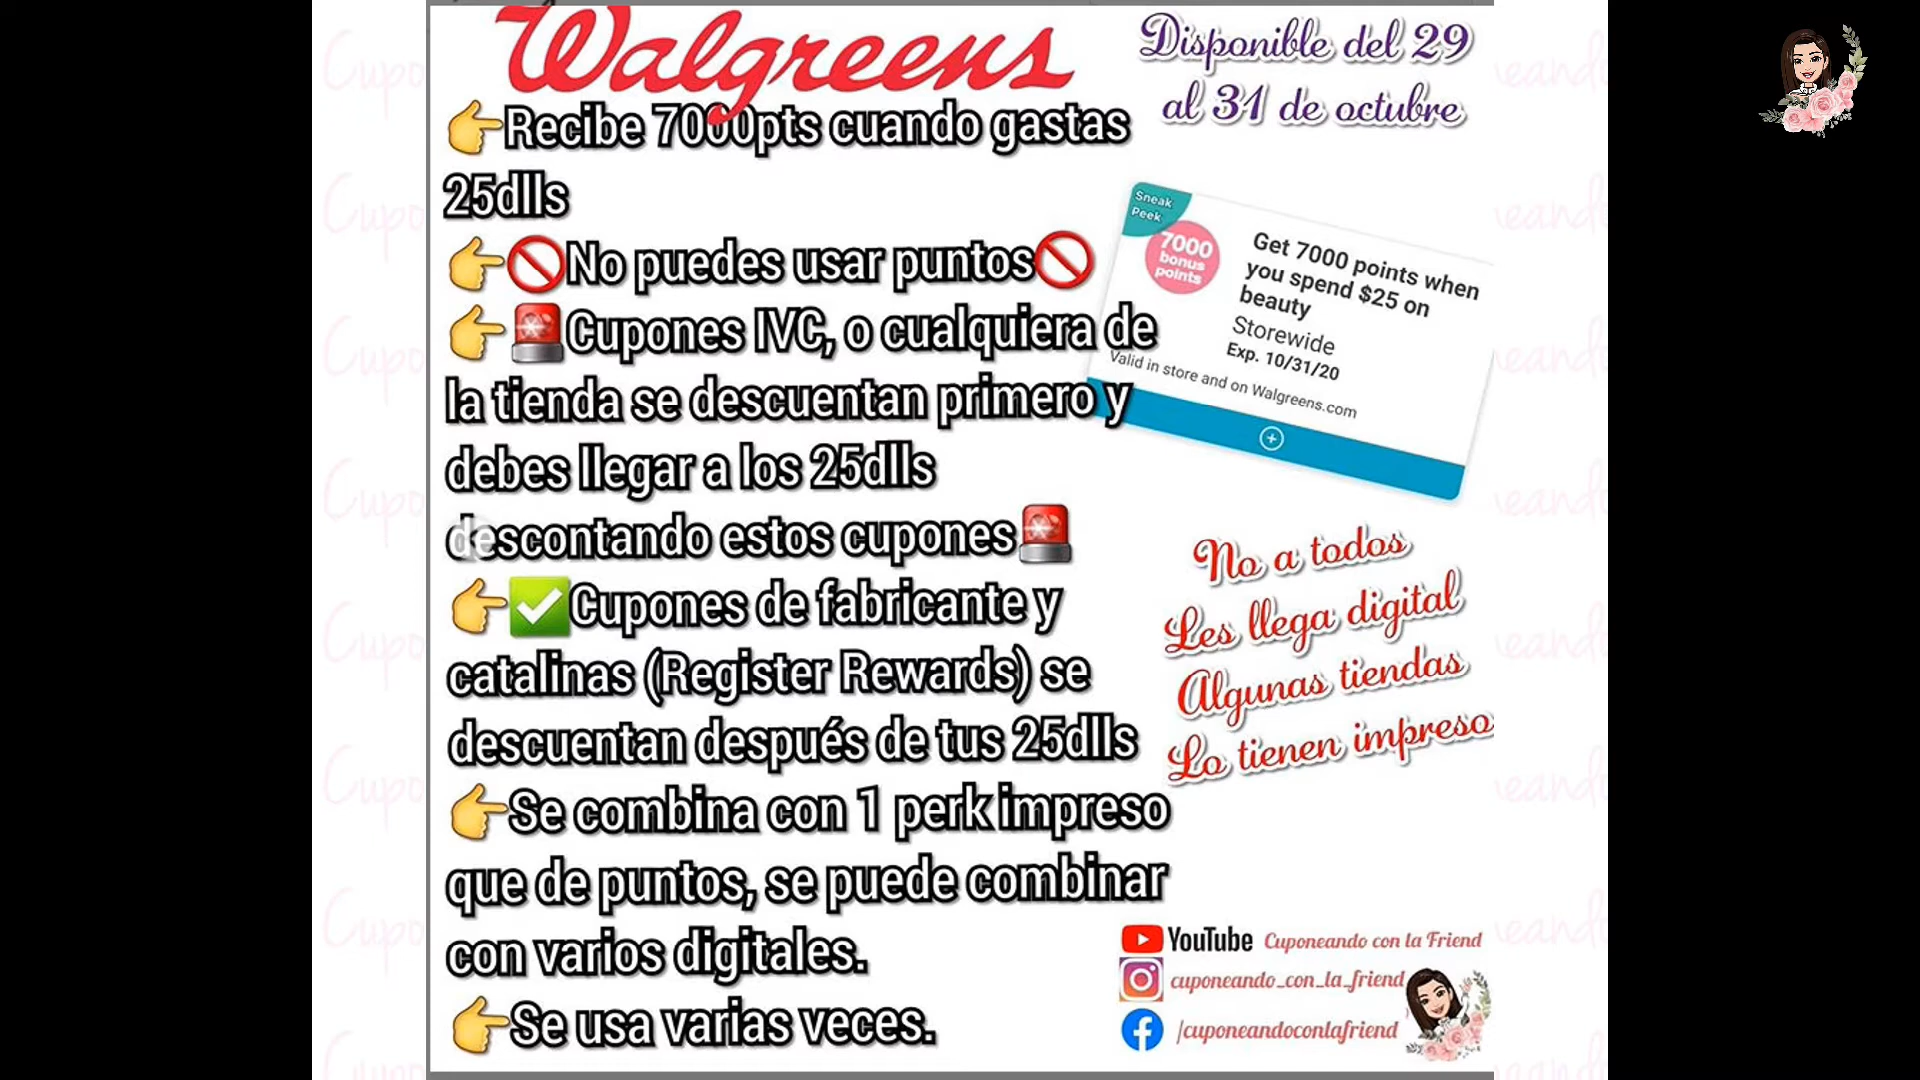 Walgreens
Disponible del 29
al 31 de octubre
👉Recibe 7000pts cuando gastas
25dlls
👉🚫No puedes usar puntos🚫
👉🚨Cupones IVC, o cualquiera de
la tienda se descuentan primero y
debes llegar a los 25dlls
descontando estos cupones🚨
👉✅Cupones de fabricante y
catalinas (Register Rewards) se
descuentan después de tus 25dlls
👉Se combina con 1 perk impreso
que de puntos, se puede combinar
con varios digitales.
👉Se usa varias veces.
Sneak
Peek
7000
bonus
points
Get 7000 points when
you spend $25 on
beauty
Storewide
Exp. 10/31/20
Valid in store and on Walgreens.com
No a todos
Les llega digital
Algunas tiendas
Lo tienen impreso
YouTube Cuponeando con la Friend
cuponeando_con_la_friend
/cuponeandoconlafriend